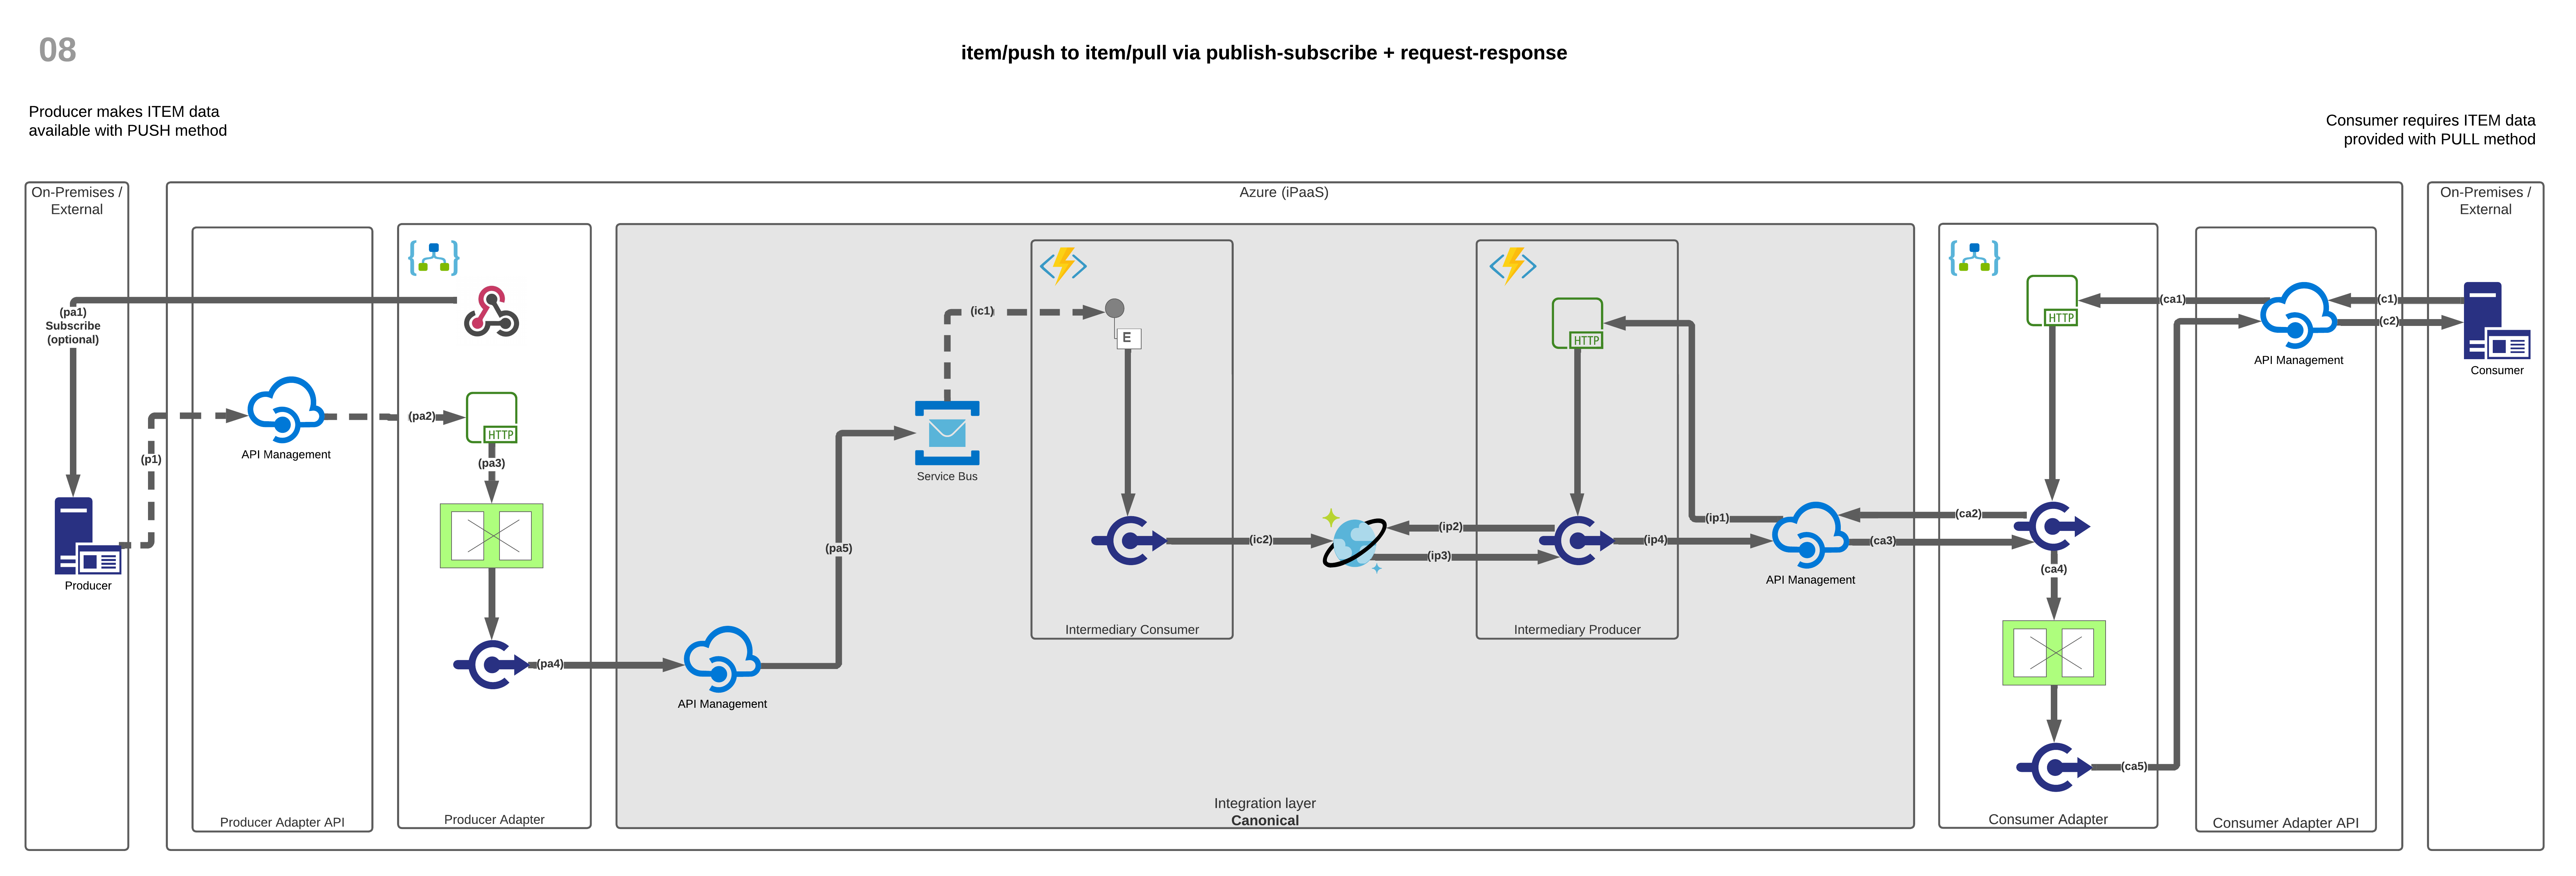 08
item/push to item/pull via publish-subscribe + request-response
Producer makes ITEM data
available with PUSH method
Consumer requires ITEM data
provided with PULL method
On-Premises /
External
Azure (iPaaS)
On-Premises /
External
(pa1)
Subscribe
(optional)
(p1)
Producer
API Management
Producer Adapter API
(pa2)
HTTP
(pa3)
(pa4)
Producer Adapter
API Management
(pa5)
Service Bus
(ic1)
E
(ic2)
Intermediary Consumer
(ip2)
(ip3)
HTTP
(ip4)
Intermediary Producer
(ip1)
API Management
Integration layer
Canonical
(ca2)
(ca3)
HTTP
(ca1)
(ca4)
(ca5)
Consumer Adapter
API Management
Consumer Adapter API
(c1)
(c2)
Consumer